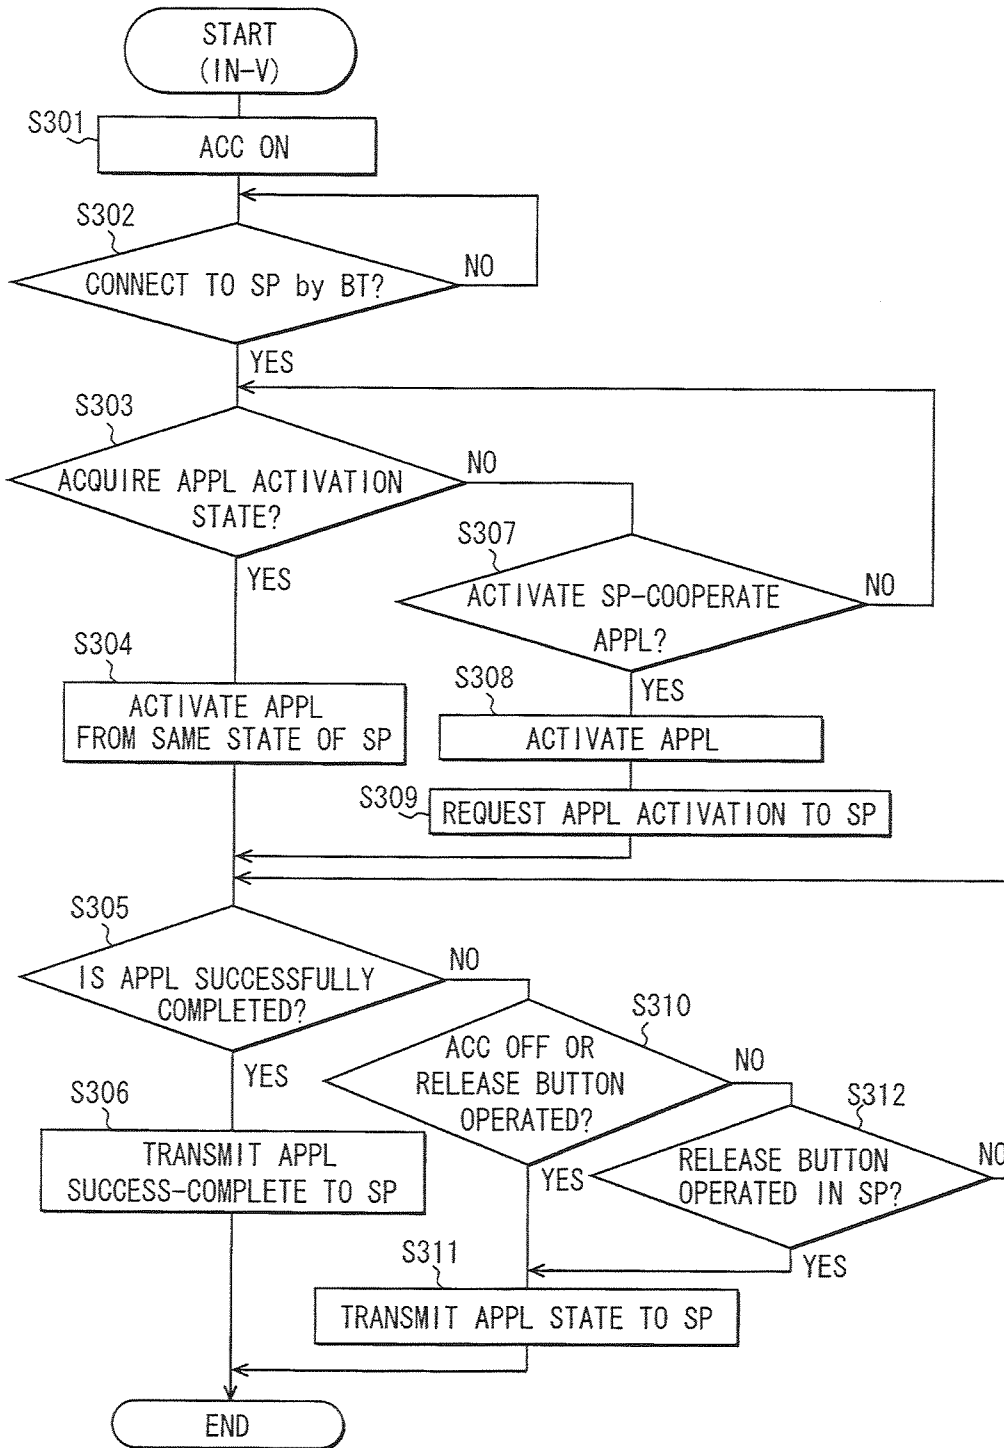 START
(IN-V)
S301
ACC ON
S302
CONNECT TO SP by BT?
NO
YES
S303
ACQUIRE APPL ACTIVATION
STATE?
NO
YES
S307
ACTIVATE SP-COOPERATE
APPL?
NO
YES
S304
ACTIVATE APPL
FROM SAME STATE OF SP
S308
ACTIVATE APPL
S309
REQUEST APPL ACTIVATION TO SP
S305
IS APPL SUCCESSFULLY
COMPLETED?
NO
YES
S310
ACC OFF OR
RELEASE BUTTON
OPERATED?
NO
YES
S306
TRANSMIT APPL
SUCCESS-COMPLETE TO SP
S312
RELEASE BUTTON
OPERATED IN SP?
NO
YES
S311
TRANSMIT APPL STATE TO SP
END